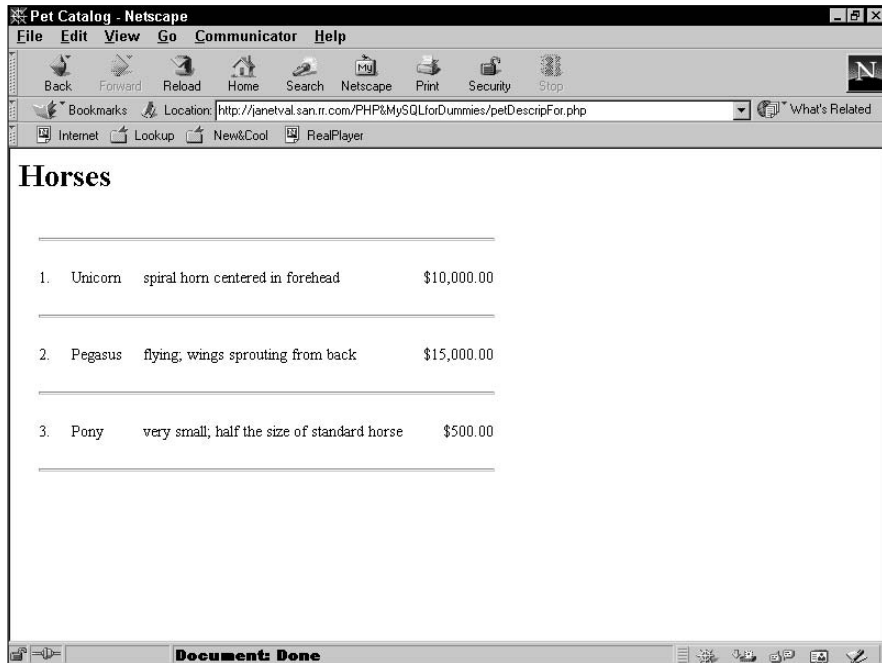 Pet Catalog - Netscape
File Edit View Go Communicator Help
Back Forward Reload Home Search Netscape Print Security Stop
My
N
Bookmarks Location: http://janetval.san.rr.com/PHP&MySQLforDummies/petDescripFor.php What's Related
Internet Lookup New&Cool RealPlayer
Horses
1. Unicorn spiral horn centered in forehead $10,000.00
2. Pegasus flying; wings sprouting from back $15,000.00
3. Pony very small; half the size of standard horse $500.00
Document: Done